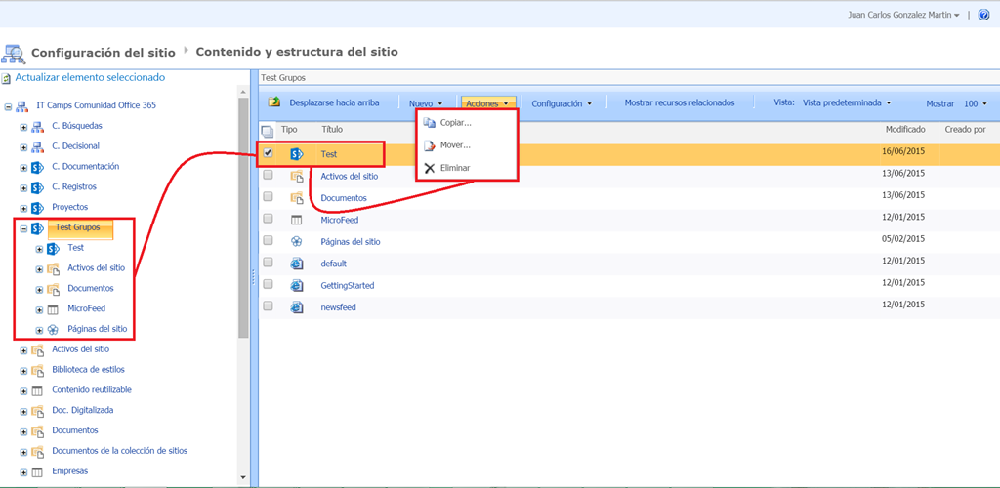 Juan Carlos Gonzalez Martin
Configuración del sitio Contenido y estructura del sitio
Actualizar elemento seleccionado
IT Camps Comunidad Office 365
C. Búsquedas
C. Decisional
C. Documentación
C. Registros
Proyectos
Test Grupos
Test
Activos del sitio
Documentos
MicroFeed
Páginas del sitio
Activos del sitio
Biblioteca de estilos
Contenido reutilizable
Doc. Digitalizada
Documentos
Documentos de la colección de sitios
Empresas
Test Grupos
Desplazarse hacia arriba Nuevo Acciones Configuración Mostrar recursos relacionados Vista: Vista predeterminada Mostrar 100
Copiar...
Mover...
Eliminar
Tipo Título Modificado Creado por
Test 16/06/2015
Activos del sitio 13/06/2015
Documentos 13/06/2015
MicroFeed 12/01/2015
Páginas del sitio 05/02/2015
default 12/01/2015
GettingStarted 12/01/2015
newsfeed 12/01/2015